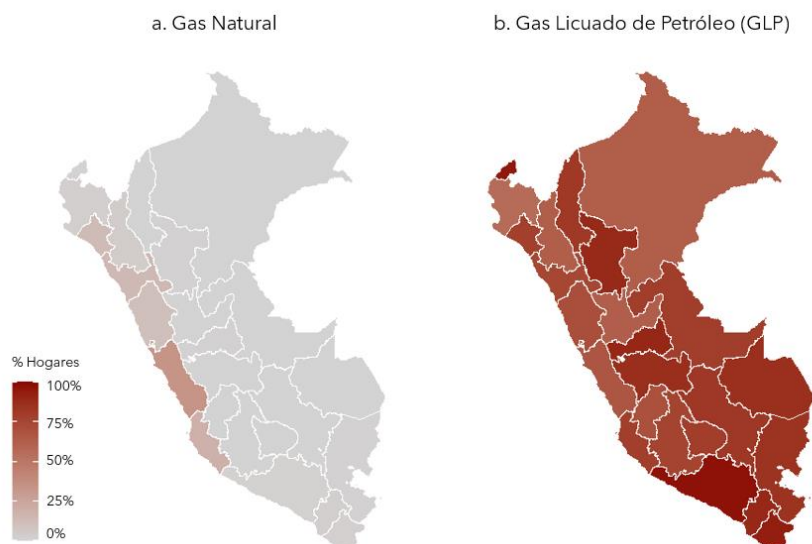 a. Gas Natural
b. Gas Licuado de Petróleo (GLP)
% Hogares
100%
75%
50%
25%
0%